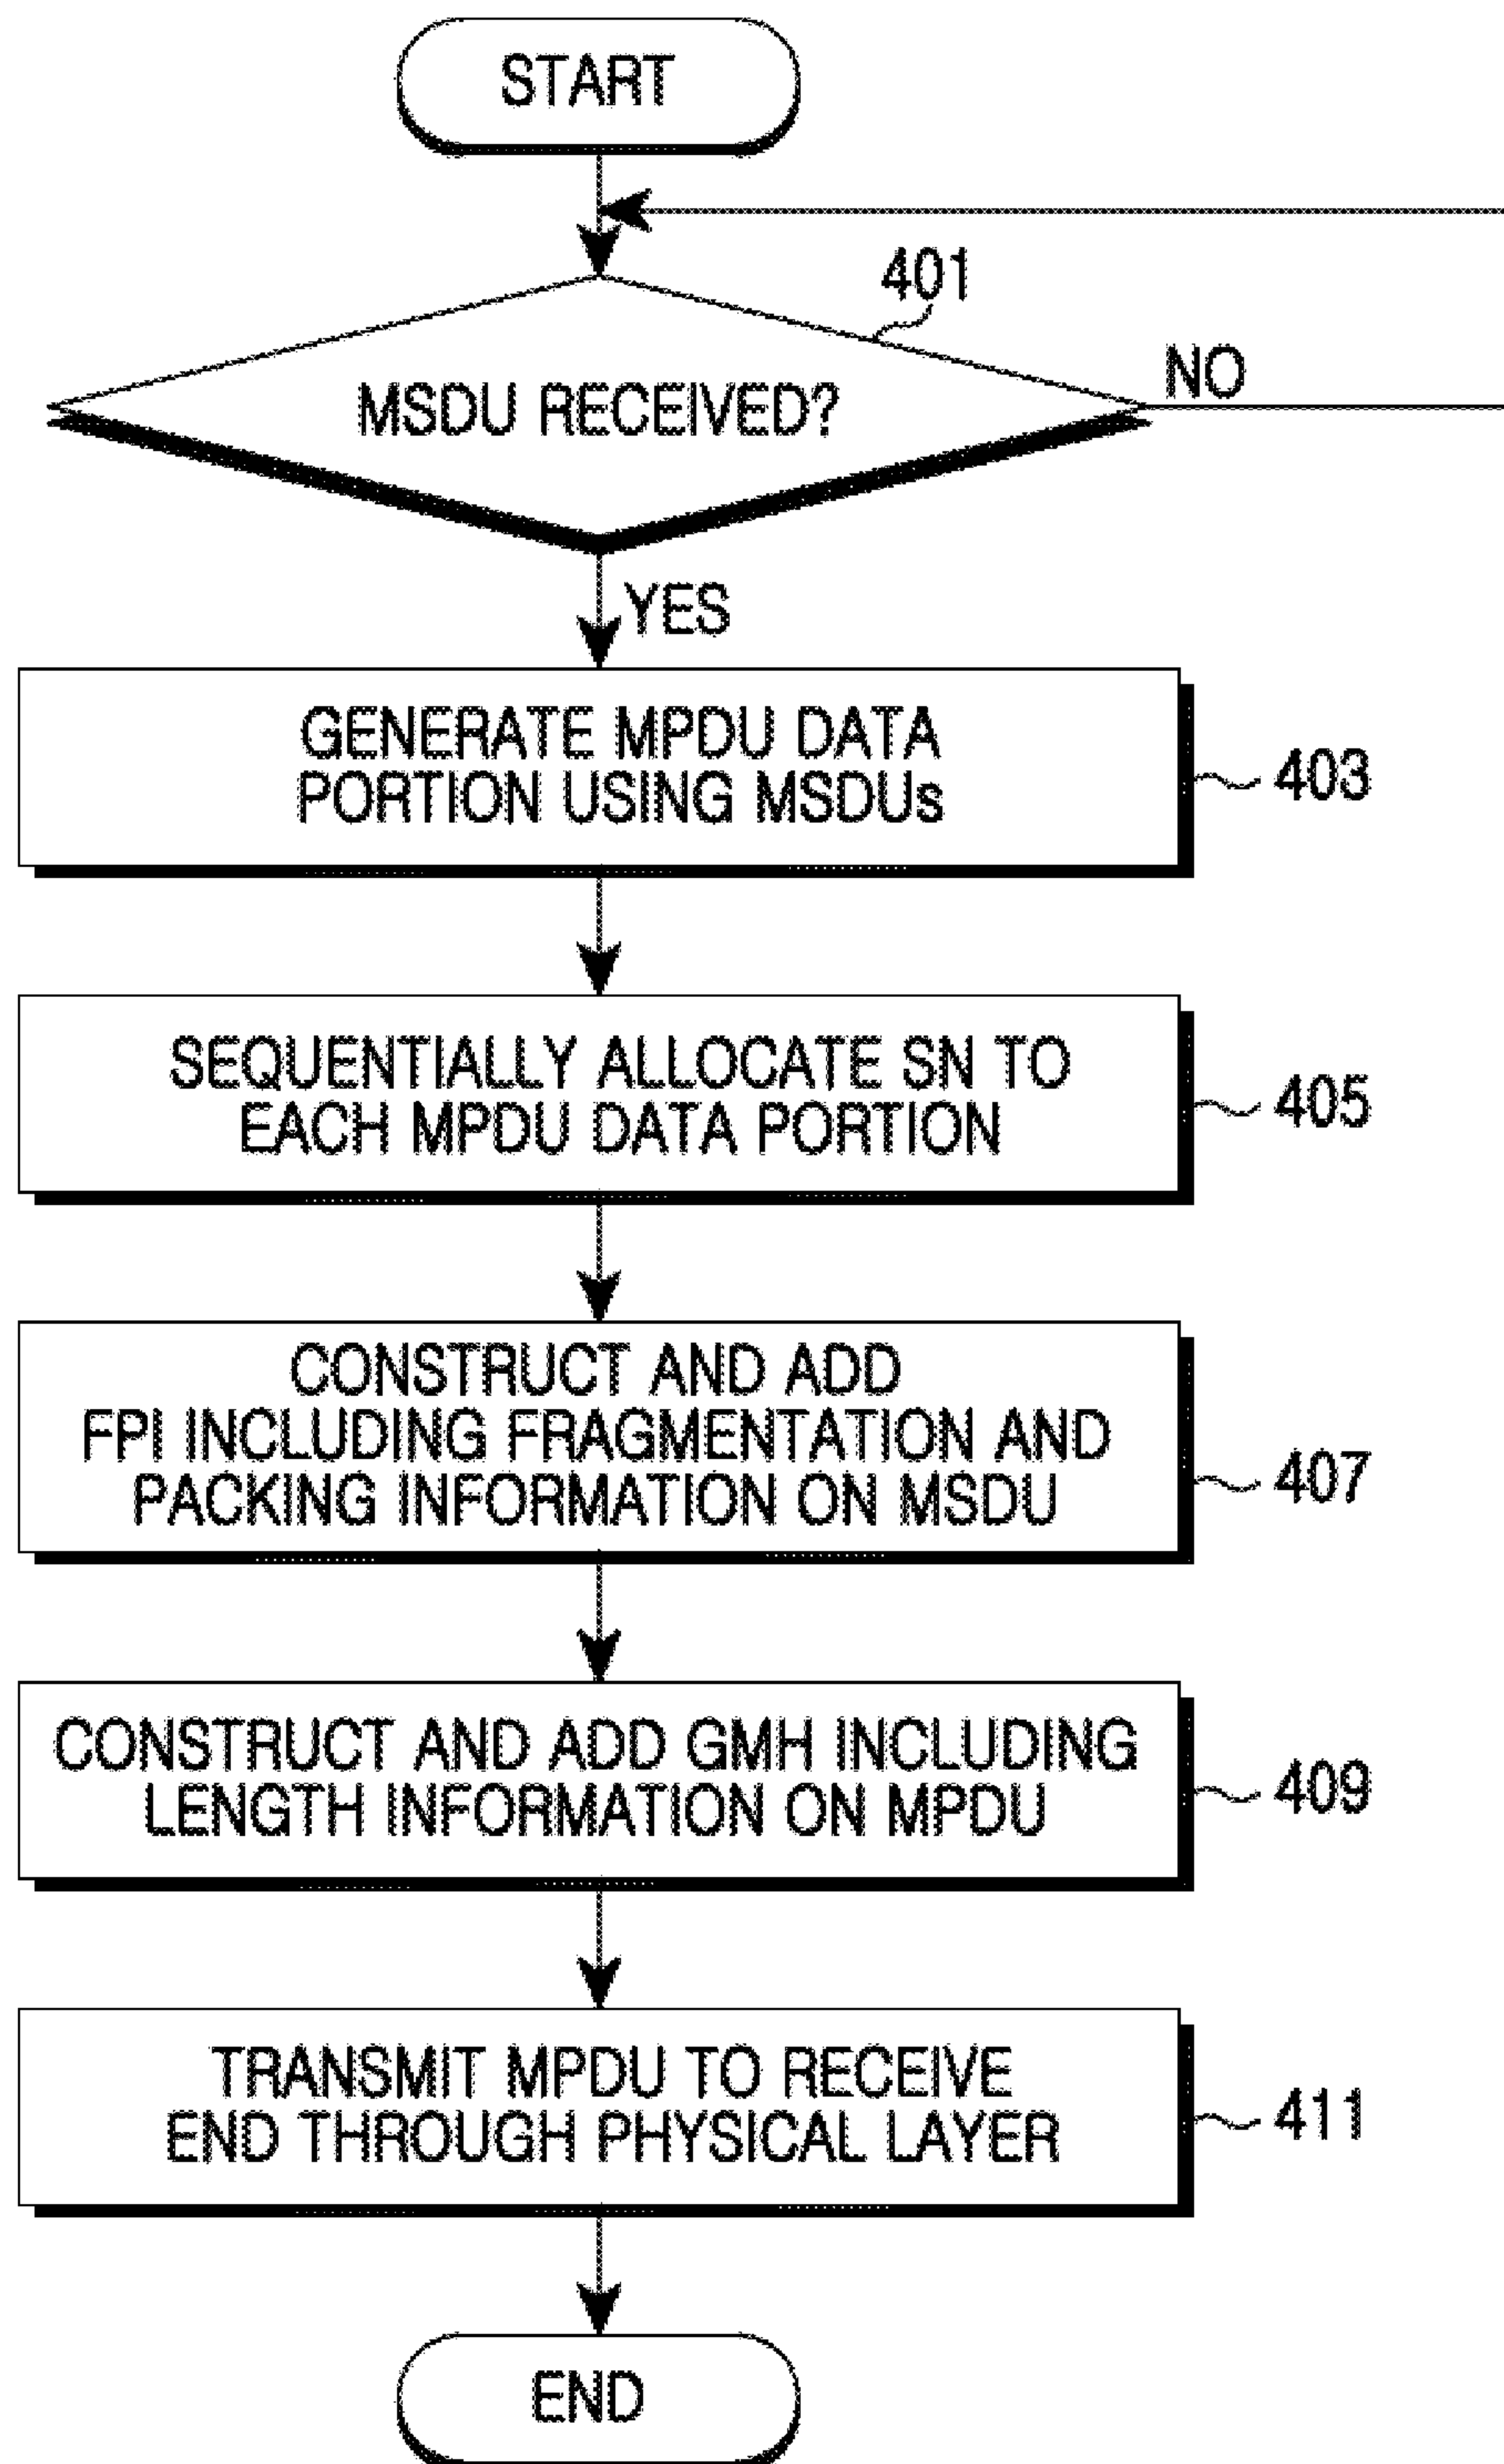 START
401
MSDU RECEIVED?
NO
YES
GENERATE MPDU DATA
PORTION USING MSDUs
403
SEQUENTIALLY ALLOCATE SN TO
EACH MPDU DATA PORTION
405
CONSTRUCT AND ADD
FPI INCLUDING FRAGMENTATION AND
PACKING INFORMATION ON MSDU
407
CONSTRUCT AND ADD GMH INCLUDING
LENGTH INFORMATION ON MPDU
409
TRANSMIT MPDU TO RECEIVE
END THROUGH PHYSICAL LAYER
411
END